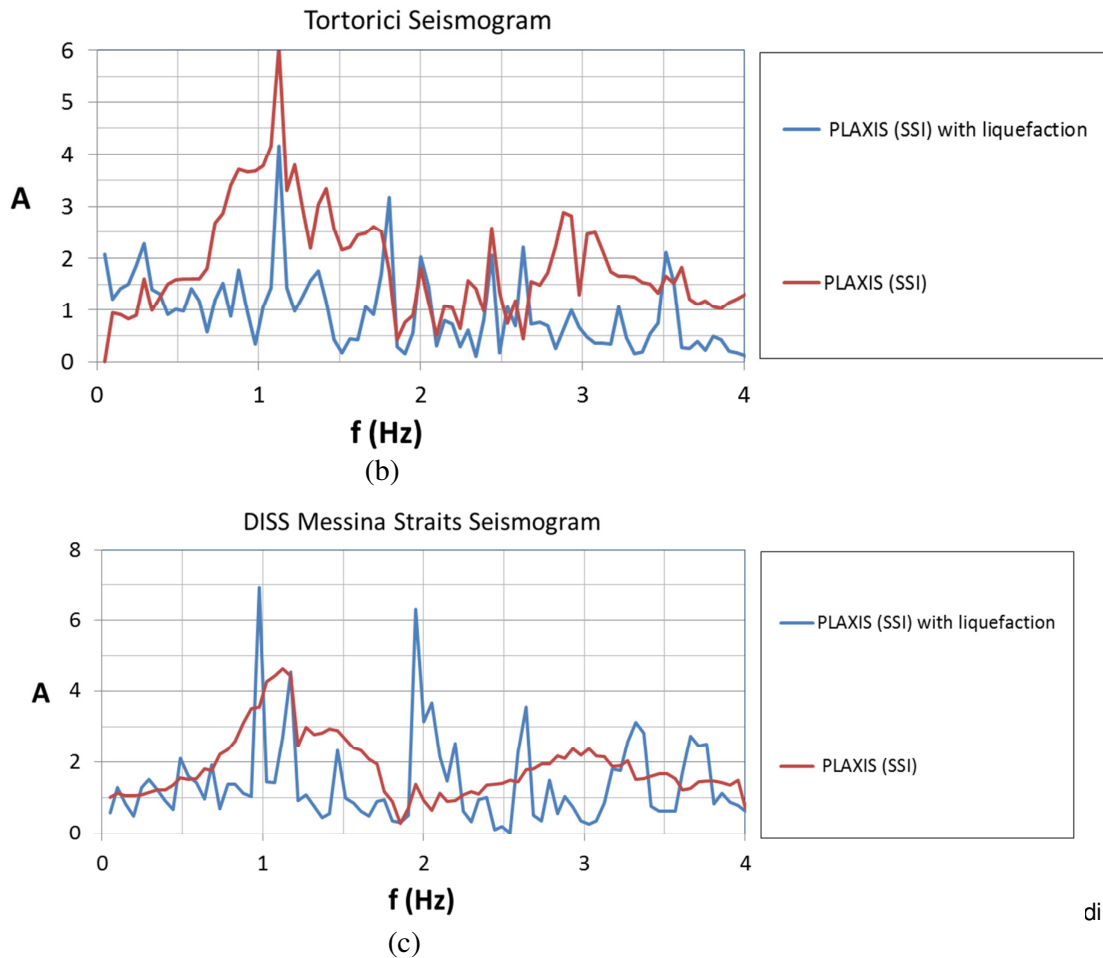 Tortorici Seismogram
6
5
4
3
2
1
0
A
0 1 2 3 4
f (Hz)
PLAXIS (SSI) with liquefaction
PLAXIS (SSI)
(b)
DISS Messina Straits Seismogram
8
6
4
2
0
A
0 1 2 3 4
f (Hz)
PLAXIS (SSI) with liquefaction
PLAXIS (SSI)
di
(c)